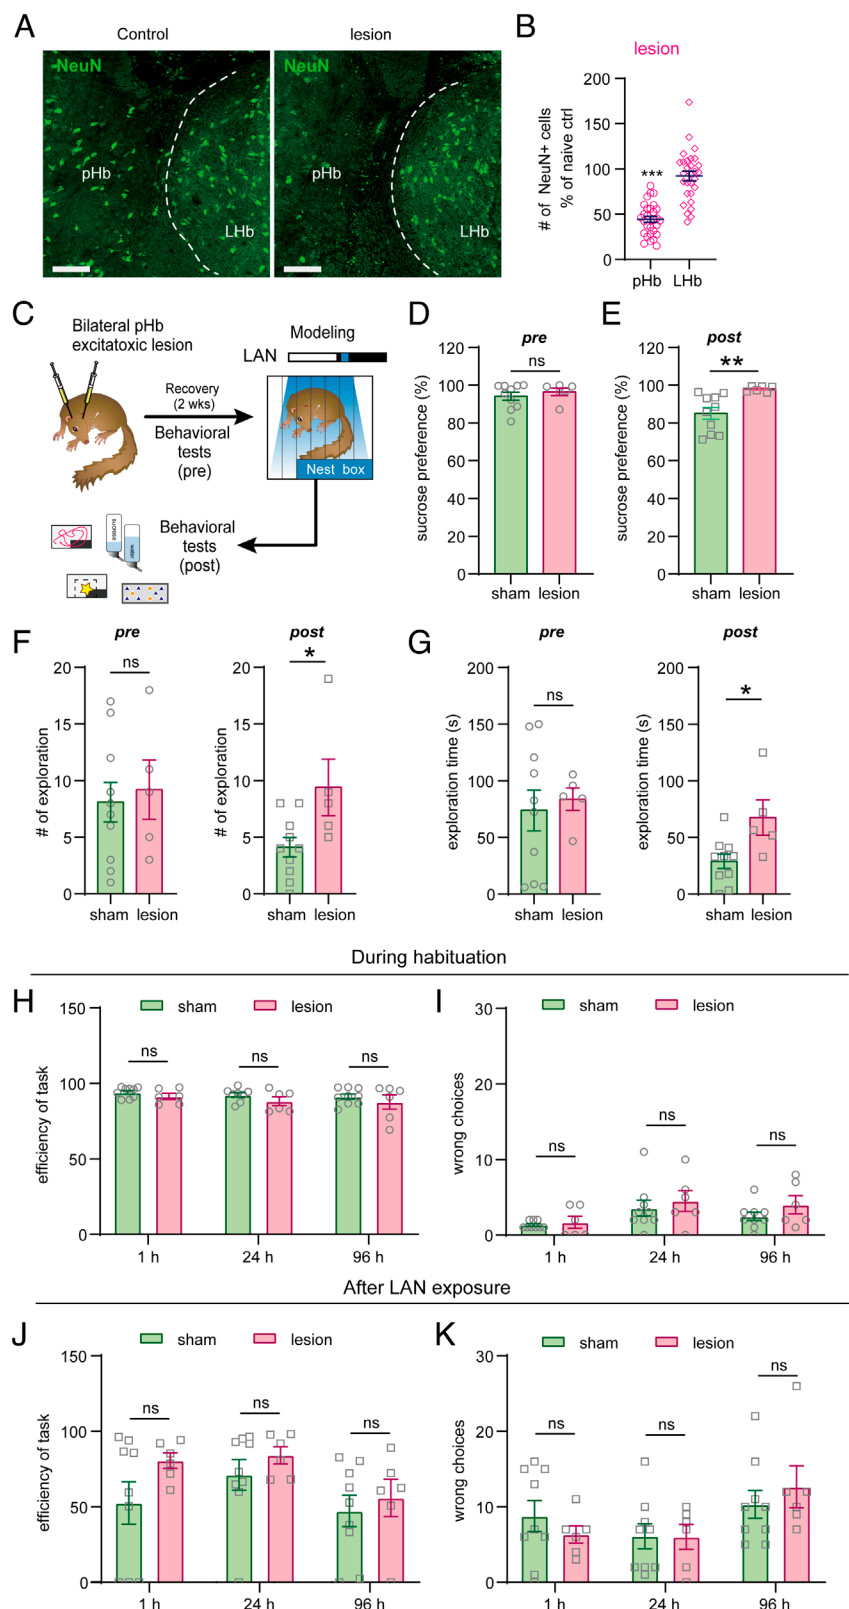 A
Control
lesion
NeuN
pHb
LHb
NeuN
pHb
LHb
B
lesion
# of NeuN+ cells
% of naive ctrl
200
150
100
50
0
***
pHb LHb
C
Bilateral pHb
excitatoxic lesion
Recovery
(2 wks)
Behavioral
tests
(pre)
Modeling
LAN
Nest box
Behavioral
tests
(post)
sucrose
water
D
pre
ns
sucrose preference (%)
120
100
80
60
40
20
0
sham lesion
E
post
**
sucrose preference (%)
120
100
80
60
40
20
0
sham lesion
F
pre
ns
# of exploration
20
15
10
5
0
sham lesion
post
*
# of exploration
20
15
10
5
0
sham lesion
G
pre
ns
exploration time (s)
200
150
100
50
0
sham lesion
post
*
exploration time (s)
200
150
100
50
0
sham lesion
During habituation
H
sham lesion
efficiency of task
150
100
50
0
ns ns ns
1 h 24 h 96 h
I
sham lesion
wrong choices
30
20
10
0
ns ns ns
1 h 24 h 96 h
After LAN exposure
J
sham lesion
efficiency of task
150
100
50
0
ns ns ns
1 h 24 h 96 h
K
sham lesion
wrong choices
30
20
10
0
ns ns ns
1 h 24 h 96 h